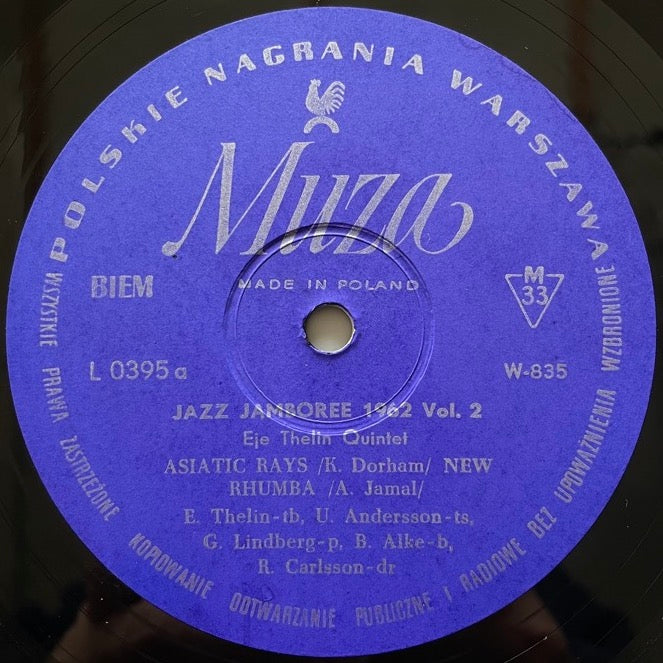 POLSKIE NAGRANIA WARSZAWA
Muza
MADE IN POLAND
BIEM
M
33
L 0395 a
W-835
JAZZ JAMBOREE 1962 Vol. 2
Eje Thelin Quintet
ASIATIC RAYS /K. Dorham/ NEW
RHUMBA /A. Jamal/
E. Thelin-tb, U. Andersson-ts,
G. Lindberg-p, B. Alke-b,
R. Carlsson-dr
WSZYSTKIE PRAWA ZASTRZEŻONE KOPIOWANIE ODTWARZANIE PUBLICZNE I RADIOWE BEZ UPOWAŻNIENIA WZBRONIONE